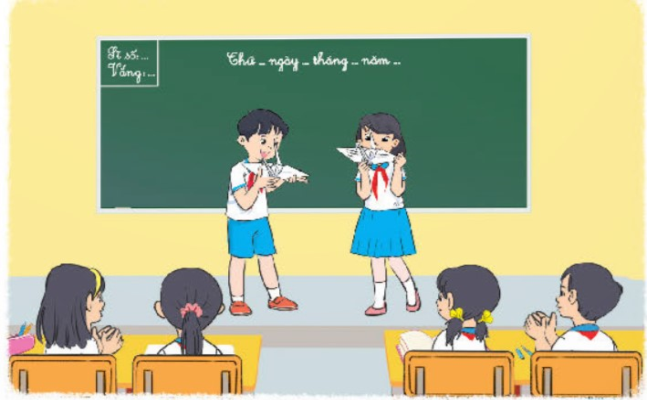 Sĩ số:...
Vắng:...
Thứ ... ngày ... tháng ... năm ...